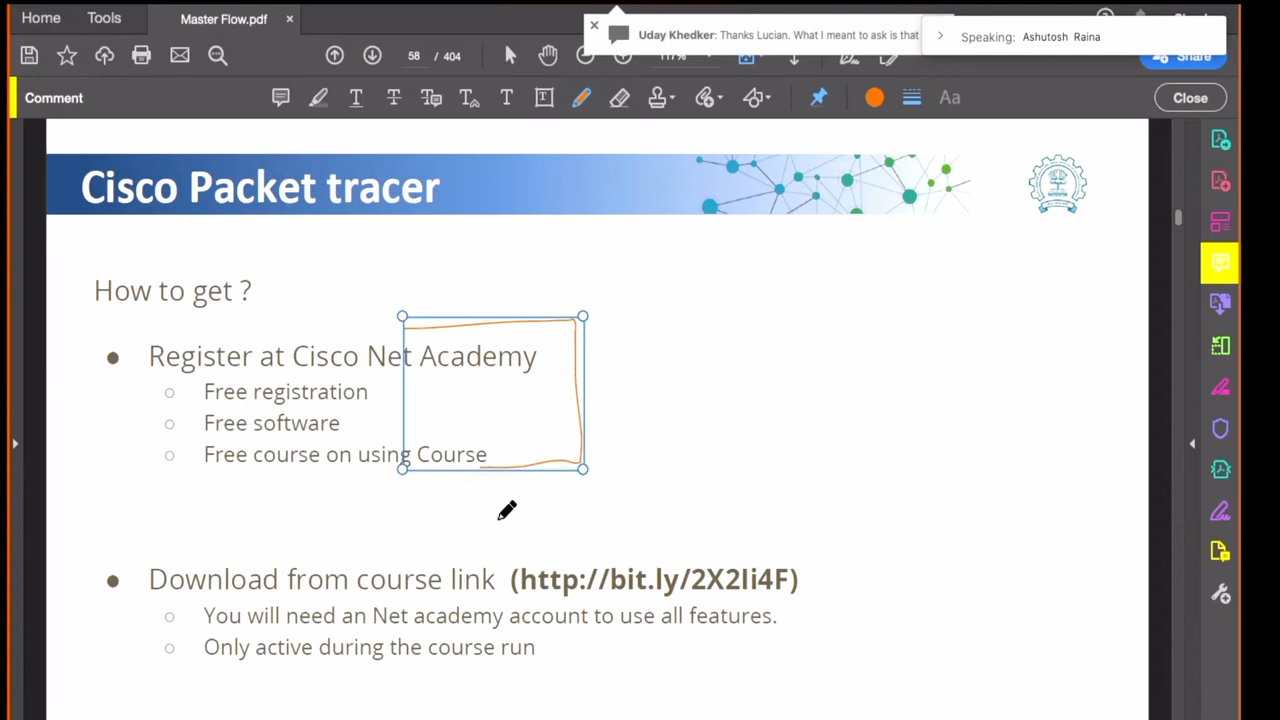 Home Tools Master Flow.pdf
Uday Khedker: Thanks Lucian. What I meant to ask is that
Speaking: Ashutosh Raina
58 / 404 117% Share
Comment Aa Close
Cisco Packet tracer
How to get ?
● Register at Cisco Net Academy
○ Free registration
○ Free software
○ Free course on using Course
● Download from course link (http://bit.ly/2X2Ii4F)
○ You will need an Net academy account to use all features.
○ Only active during the course run